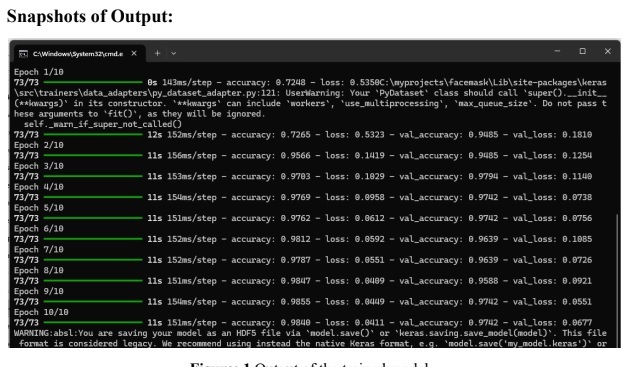 Snapshots of Output:
C:\Windows\System32\cmd.e × + ⌄ − □ ×
Epoch 1/10
73/73 ━━━━━━━━━━━━━━━━━━━━ 0s 143ms/step - accuracy: 0.7248 - loss: 0.5350C:\myprojects\facemask\Lib\site-packages\keras
\src\trainers\data_adapters\py_dataset_adapter.py:121: UserWarning: Your `PyDataset` class should call `super().__init__
(**kwargs)` in its constructor. `**kwargs` can include `workers`, `use_multiprocessing`, `max_queue_size`. Do not pass t
hese arguments to `fit()`, as they will be ignored.
self._warn_if_super_not_called()
73/73 ━━━━━━━━━━━━━━━━━━━━ 12s 152ms/step - accuracy: 0.7265 - loss: 0.5323 - val_accuracy: 0.9485 - val_loss: 0.1810
Epoch 2/10
73/73 ━━━━━━━━━━━━━━━━━━━━ 11s 156ms/step - accuracy: 0.9566 - loss: 0.1419 - val_accuracy: 0.9485 - val_loss: 0.1254
Epoch 3/10
73/73 ━━━━━━━━━━━━━━━━━━━━ 11s 153ms/step - accuracy: 0.9703 - loss: 0.1029 - val_accuracy: 0.9794 - val_loss: 0.1140
Epoch 4/10
73/73 ━━━━━━━━━━━━━━━━━━━━ 11s 154ms/step - accuracy: 0.9769 - loss: 0.0958 - val_accuracy: 0.9742 - val_loss: 0.0738
Epoch 5/10
73/73 ━━━━━━━━━━━━━━━━━━━━ 11s 151ms/step - accuracy: 0.9762 - loss: 0.0612 - val_accuracy: 0.9742 - val_loss: 0.0756
Epoch 6/10
73/73 ━━━━━━━━━━━━━━━━━━━━ 11s 152ms/step - accuracy: 0.9812 - loss: 0.0592 - val_accuracy: 0.9639 - val_loss: 0.1085
Epoch 7/10
73/73 ━━━━━━━━━━━━━━━━━━━━ 11s 152ms/step - accuracy: 0.9787 - loss: 0.0551 - val_accuracy: 0.9639 - val_loss: 0.0726
Epoch 8/10
73/73 ━━━━━━━━━━━━━━━━━━━━ 11s 151ms/step - accuracy: 0.9847 - loss: 0.0409 - val_accuracy: 0.9588 - val_loss: 0.0921
Epoch 9/10
73/73 ━━━━━━━━━━━━━━━━━━━━ 11s 154ms/step - accuracy: 0.9855 - loss: 0.0449 - val_accuracy: 0.9742 - val_loss: 0.0551
Epoch 10/10
73/73 ━━━━━━━━━━━━━━━━━━━━ 11s 151ms/step - accuracy: 0.9840 - loss: 0.0411 - val_accuracy: 0.9742 - val_loss: 0.0677
WARNING:absl:You are saving your model as an HDF5 file via `model.save()` or `keras.saving.save_model(model)`. This file
format is considered legacy. We recommend using instead the native Keras format, e.g. `model.save('my_model.keras')` or